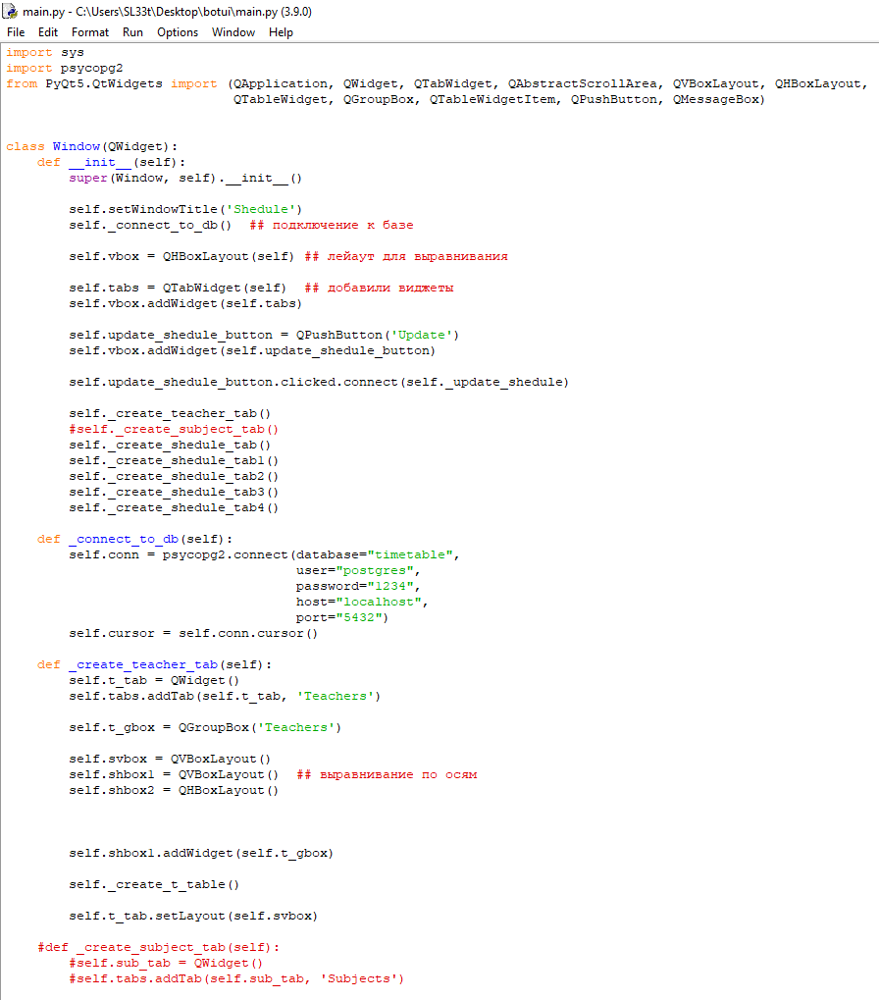 main.py - C:\Users\SL33t\Desktop\botui\main.py (3.9.0)
File Edit Format Run Options Window Help
import sys
import psycopg2
from PyQt5.QtWidgets import (QApplication, QWidget, QTabWidget, QAbstractScrollArea, QVBoxLayout, QHBoxLayout,
                             QTableWidget, QGroupBox, QTableWidgetItem, QPushButton, QMessageBox)
class Window(QWidget):
    def __init__(self):
        super(Window, self).__init__()
        self.setWindowTitle('Shedule')
        self._connect_to_db()  ## подключение к базе
        self.vbox = QHBoxLayout(self) ## лейаут для выравнивания
        self.tabs = QTabWidget(self)  ## добавили виджеты
        self.vbox.addWidget(self.tabs)
        self.update_shedule_button = QPushButton('Update')
        self.vbox.addWidget(self.update_shedule_button)
        self.update_shedule_button.clicked.connect(self._update_shedule)
        self._create_teacher_tab()
        #self._create_subject_tab()
        self._create_shedule_tab()
        self._create_shedule_tab1()
        self._create_shedule_tab2()
        self._create_shedule_tab3()
        self._create_shedule_tab4()
    def _connect_to_db(self):
        self.conn = psycopg2.connect(database="timetable",
                                     user="postgres",
                                     password="1234",
                                     host="localhost",
                                     port="5432")
        self.cursor = self.conn.cursor()
    def _create_teacher_tab(self):
        self.t_tab = QWidget()
        self.tabs.addTab(self.t_tab, 'Teachers')
        self.t_gbox = QGroupBox('Teachers')
        self.svbox = QVBoxLayout()
        self.shbox1 = QVBoxLayout()  ## выравнивание по осям
        self.shbox2 = QHBoxLayout()
        self.shbox1.addWidget(self.t_gbox)
        self._create_t_table()
        self.t_tab.setLayout(self.svbox)
    #def _create_subject_tab(self):
        #self.sub_tab = QWidget()
        #self.tabs.addTab(self.sub_tab, 'Subjects')